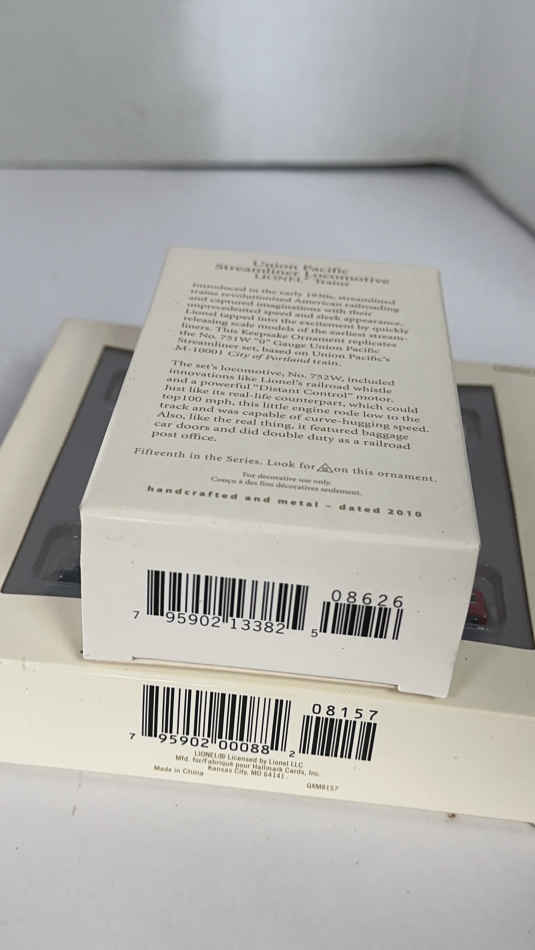 Union Pacific
Streamliner Locomotive
LIONEL® Trains
Introduced in the early 1930s, streamlined
trains revolutionized American railroading
and captured imaginations with their
unprecedented speed and sleek appearance.
Lionel tapped into the excitement by quickly
releasing scale models of the earliest stream-
liners. This Keepsake Ornament replicates
the No. 751W "0" Gauge Union Pacific
Streamliner set, based on Union Pacific's
M-10001 City of Portland train.
The set's locomotive, No. 752W, included
innovations like Lionel's railroad whistle
and a powerful "Distant Control" motor.
Just like its real-life counterpart, which could
top100 mph, this little engine rode low to the
track and was capable of curve-hugging speed.
Also, like the real thing, it featured baggage
car doors and did double duty as a railroad
post office.
Fifteenth in the Series. Look for on this ornament.
For decorative use only.
Conçu à des fins décoratives seulement.
handcrafted and metal – dated 2010
08626
7 95902 13382 5
08157
7 95902 00088 2
LIONEL® Licensed by Lionel LLC
Mfd. for/Fabriqué pour Hallmark Cards, Inc.
Kansas City, MO 64141
Made in China
QXM8157